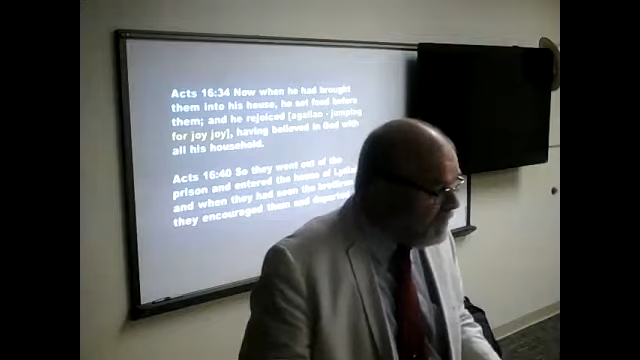 Acts 16:34 Now when he had brought
them into his house, he set food before
them; and he rejoiced [agaliao - jumping
for joy joy], having believed in God with
all his household.
Acts 16:40 So they went out of the
prison and entered the house of Lydia
and when they had seen the brethren
they encouraged them and departed